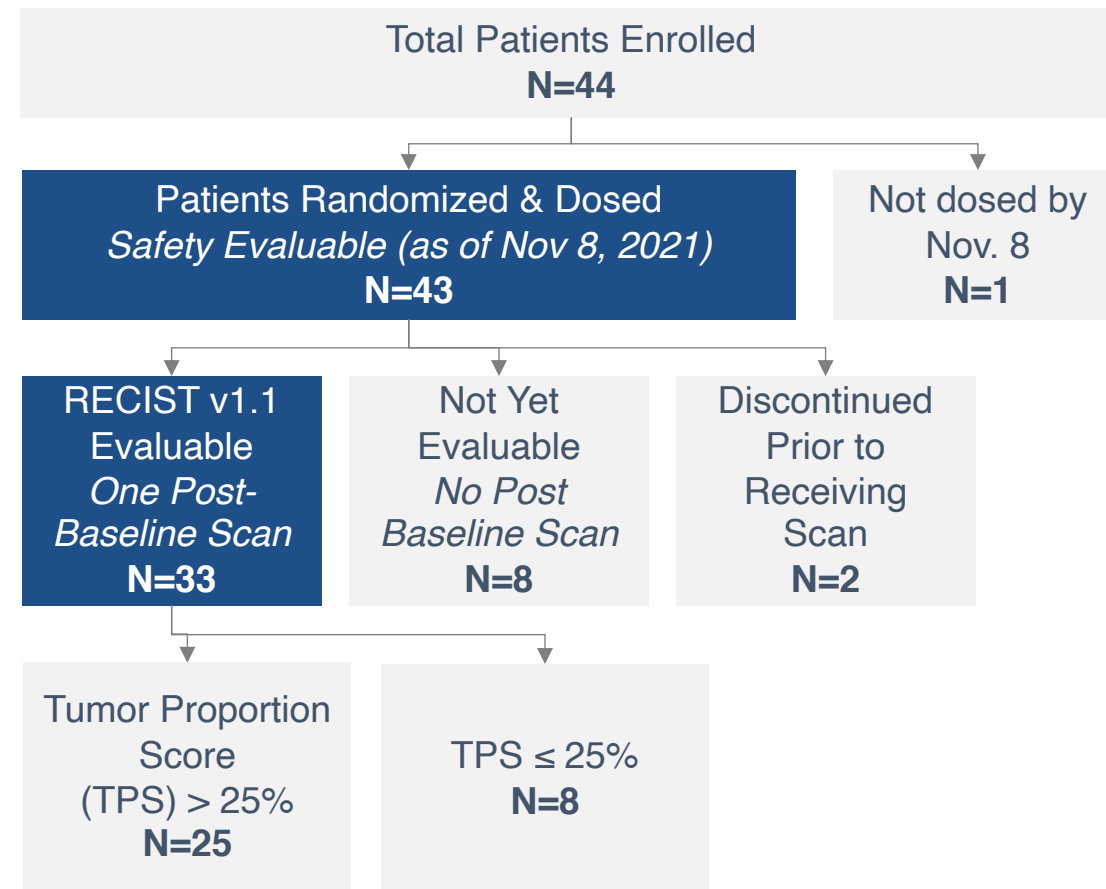 Total Patients Enrolled
N=44
Patients Randomized & Dosed
Safety Evaluable (as of Nov 8, 2021)
N=43
Not dosed by
Nov. 8
N=1
RECIST v1.1
Evaluable
One Post-
Baseline Scan
N=33
Not Yet
Evaluable
No Post
Baseline Scan
N=8
Discontinued
Prior to
Receiving
Scan
N=2
Tumor Proportion
Score
(TPS) > 25%
N=25
TPS ≤ 25%
N=8